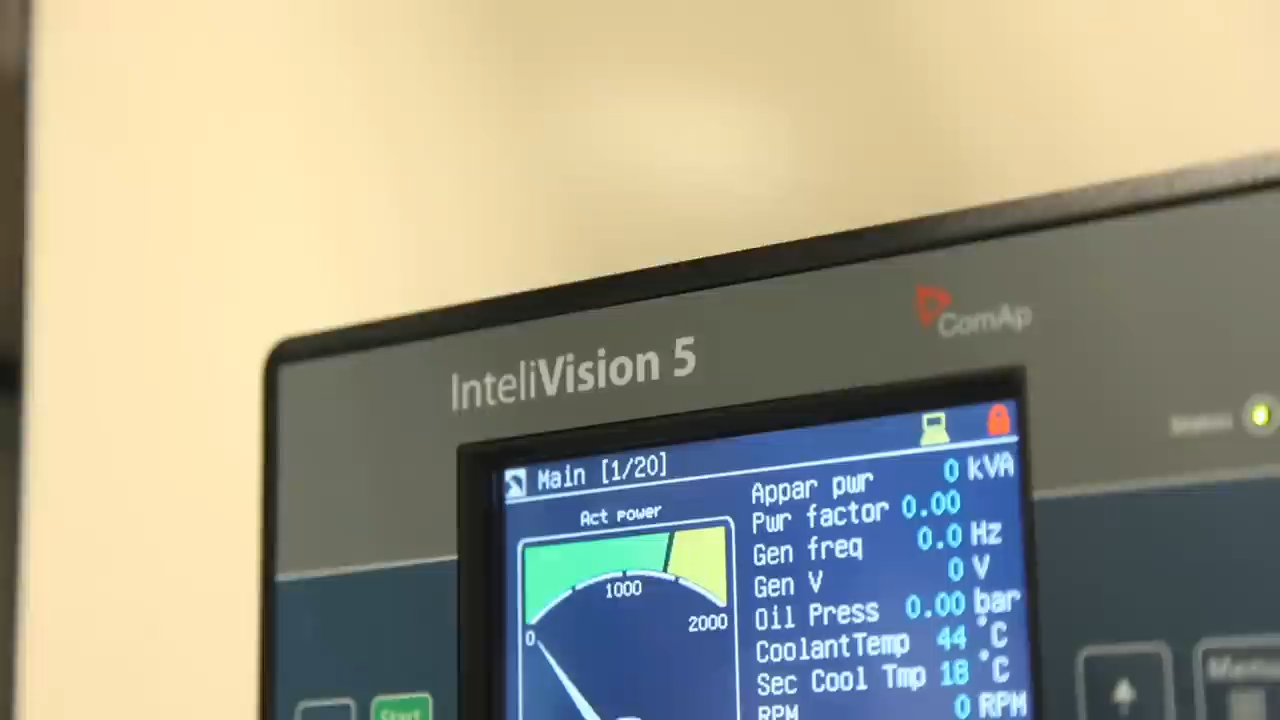 InteliVision 5
ComAp
Main [1/20]
Act power
0
1000
2000
Appar pwr 0 kVA
Pwr factor 0.00
Gen freq 0.0 Hz
Gen V 0 V
Oil Press 0.00 bar
CoolantTemp 44 °C
Sec Cool Tmp 18 °C
RPM 0 RPM
Start